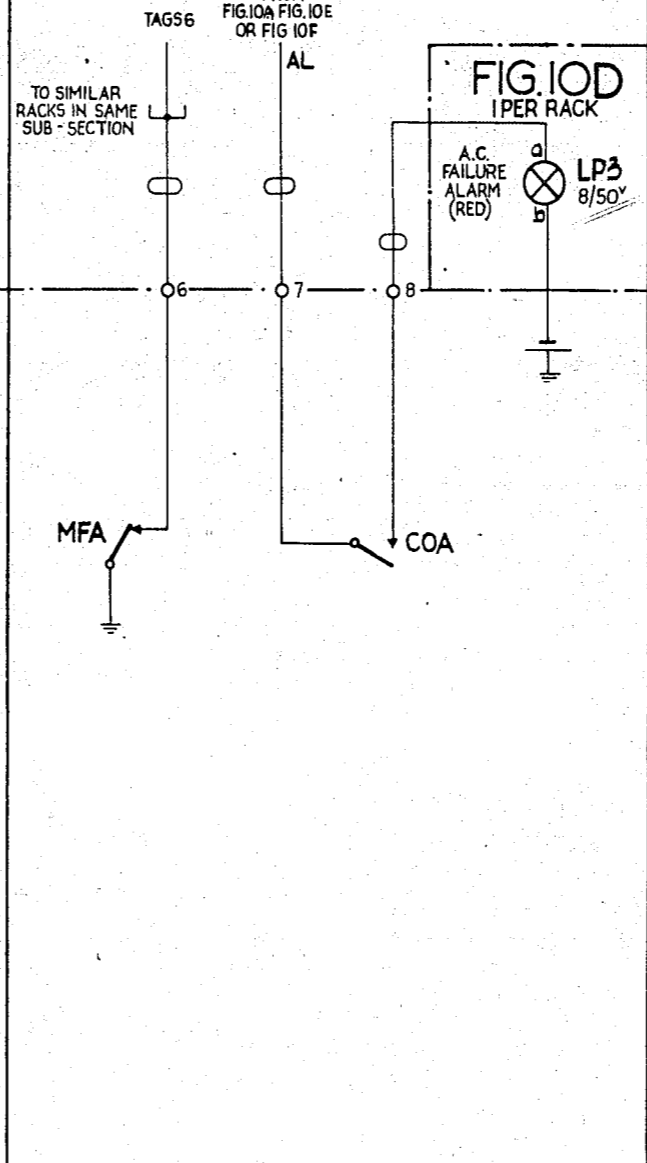 TAGS6
FIG.10A FIG.10E
OR FIG 10F
AL
TO SIMILAR
RACKS IN SAME
SUB-SECTION
FIG.10D
1 PER RACK
A.C.
FAILURE
ALARM
(RED)
a
b
LP3
8/50V
6
7
8
MFA
COA